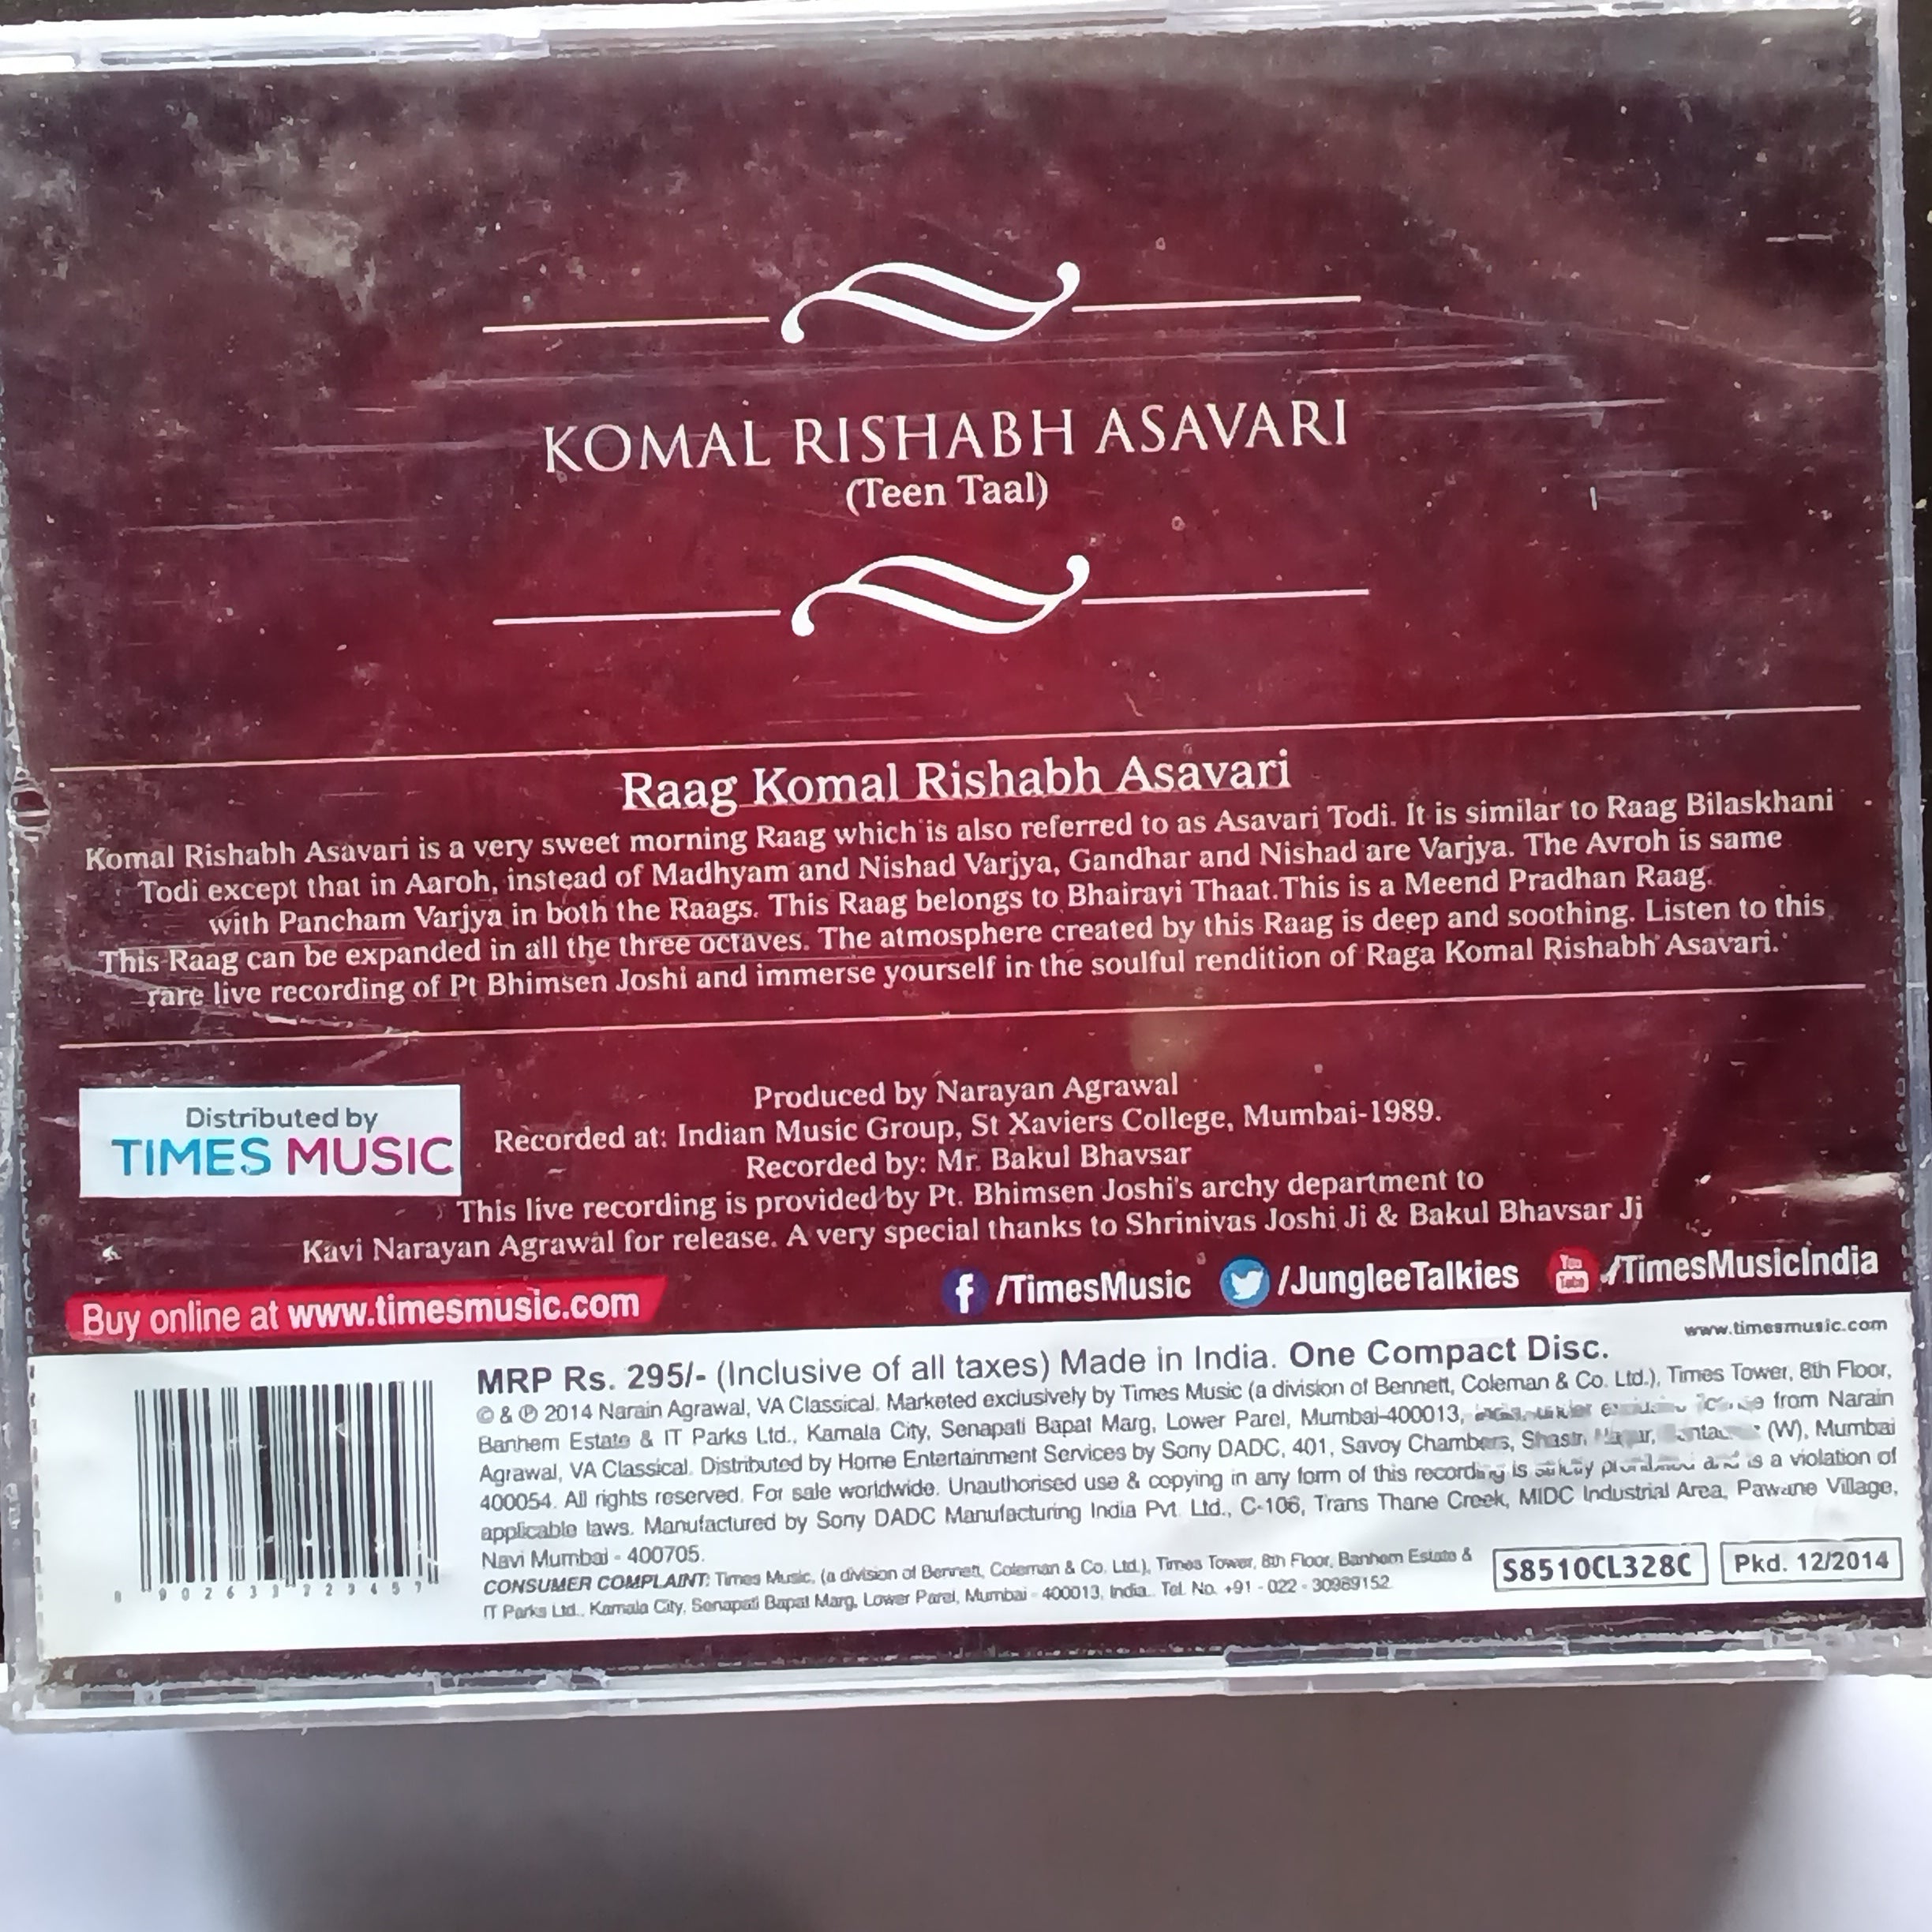 KOMAL RISHABH ASAVARI
(Teen Taal)
Raag Komal Rishabh Asavari
Komal Rishabh Asavari is a very sweet morning Raag which is also referred to as Asavari Todi. It is similar to Raag Bilaskhani
Todi except that in Aaroh, instead of Madhyam and Nishad Varjya, Gandhar and Nishad are Varjya. The Avroh is same
with Pancham Varjya in both the Raags. This Raag belongs to Bhairavi Thaat.This is a Meend Pradhan Raag.
This Raag can be expanded in all the three octaves. The atmosphere created by this Raag is deep and soothing. Listen to this
rare live recording of Pt Bhimsen Joshi and immerse yourself in the soulful rendition of Raga Komal Rishabh Asavari.
Distributed by
TIMES MUSIC
Produced by Narayan Agrawal
Recorded at: Indian Music Group, St Xaviers College, Mumbai-1989.
Recorded by: Mr. Bakul Bhavsar
This live recording is provided by Pt. Bhimsen Joshi's archy department to
Kavi Narayan Agrawal for release. A very special thanks to Shrinivas Joshi Ji & Bakul Bhavsar Ji
Buy online at www.timesmusic.com
f /TimesMusic /JungleeTalkies You Tube /TimesMusicIndia
www.timesmusic.com
MRP Rs. 295/- (Inclusive of all taxes) Made in India. One Compact Disc.
© & ℗ 2014 Narain Agrawal, VA Classical. Marketed exclusively by Times Music (a division of Bennett, Coleman & Co. Ltd.), Times Tower, 8th Floor,
Banhem Estate & IT Parks Ltd., Kamala City, Senapati Bapat Marg, Lower Parel, Mumbai-400013, from Narain
Agrawal, VA Classical. Distributed by Home Entertainment Services by Sony DADC, 401, Savoy Chambers, (W), Mumbai
400054. All rights reserved. For sale worldwide. Unauthorised use & copying in any form of this recording is is a violation of
applicable laws. Manufactured by Sony DADC Manufacturing India Pvt. Ltd., C-106, Trans Thane Creek, MIDC Industrial Area, Pawane Village,
Navi Mumbai - 400705.
CONSUMER COMPLAINT: Times Music, (a division of Bennett, Coleman & Co. Ltd.), Times Tower, 8th Floor, Banhem Estate &
IT Parks Ltd., Kamala City, Senapati Bapat Marg, Lower Parel, Mumbai - 400013, India.. Tel. No. +91 - 022 - 30989152.
S8510CL328C
Pkd. 12/2014
8 902633 229457